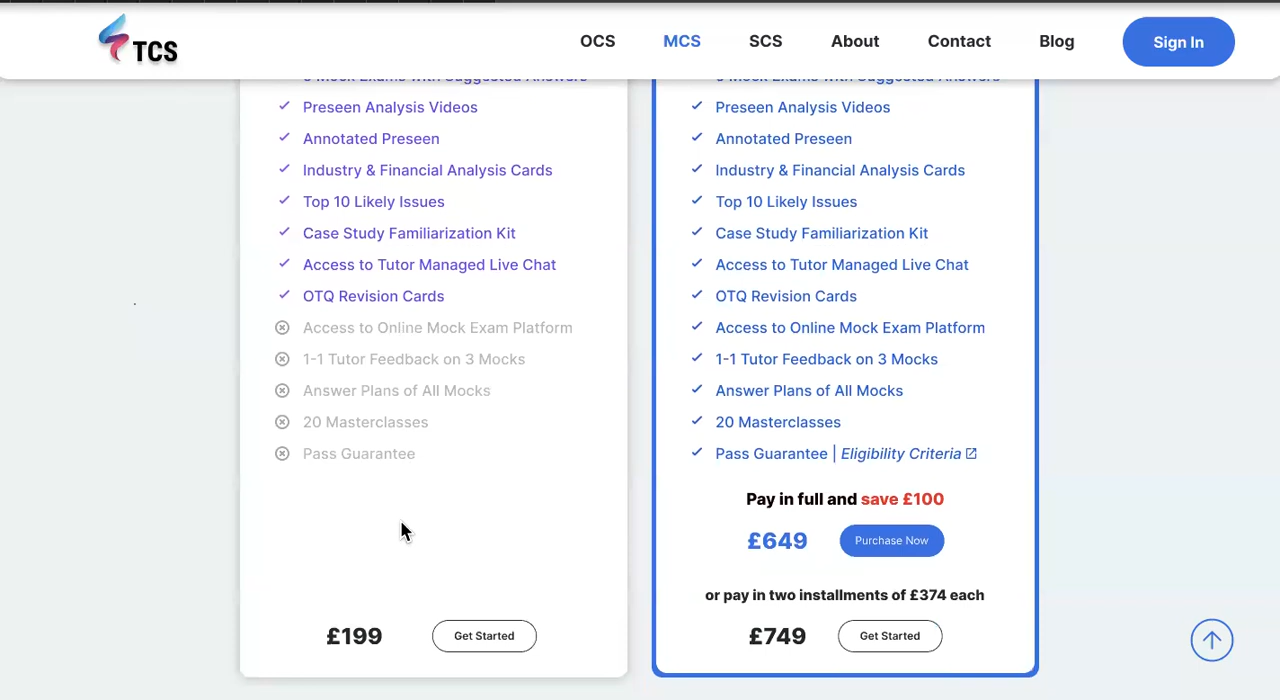 TCS
OCS
MCS
SCS
About
Contact
Blog
Sign In
Preseen Analysis Videos
Annotated Preseen
Industry & Financial Analysis Cards
Top 10 Likely Issues
Case Study Familiarization Kit
Access to Tutor Managed Live Chat
OTQ Revision Cards
Access to Online Mock Exam Platform
1-1 Tutor Feedback on 3 Mocks
Answer Plans of All Mocks
20 Masterclasses
Pass Guarantee
£199
Get Started
Preseen Analysis Videos
Annotated Preseen
Industry & Financial Analysis Cards
Top 10 Likely Issues
Case Study Familiarization Kit
Access to Tutor Managed Live Chat
OTQ Revision Cards
Access to Online Mock Exam Platform
1-1 Tutor Feedback on 3 Mocks
Answer Plans of All Mocks
20 Masterclasses
Pass Guarantee | Eligibility Criteria
Pay in full and save £100
£649
Purchase Now
or pay in two installments of £374 each
£749
Get Started